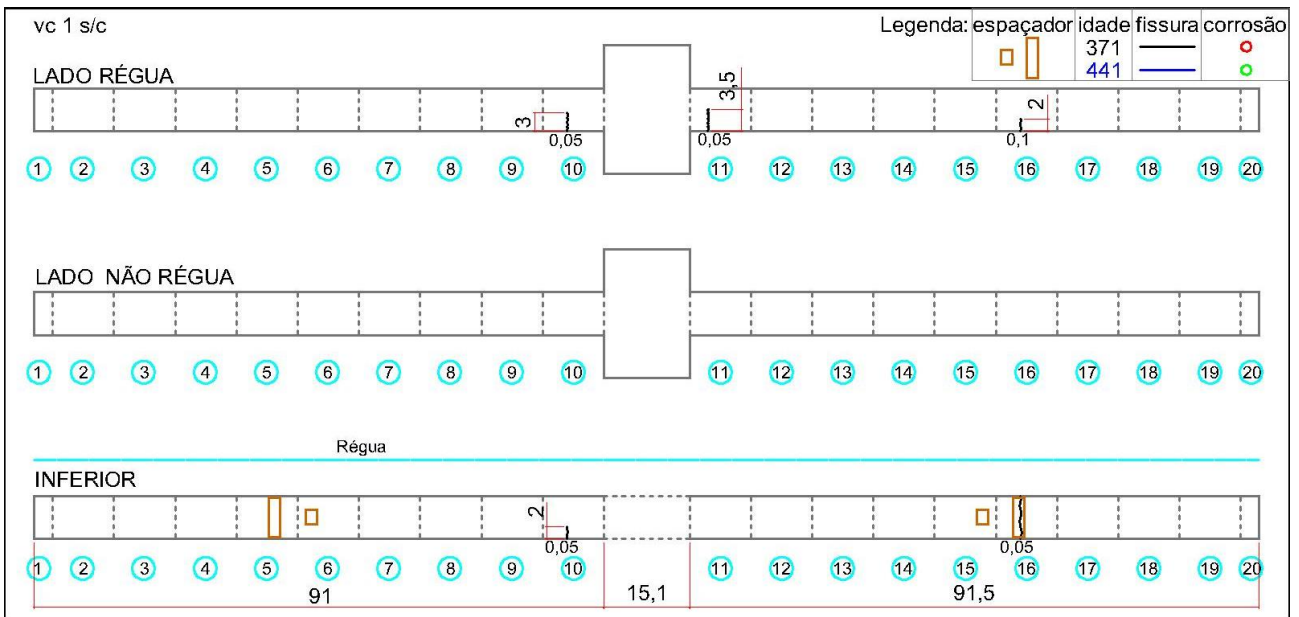 vc 1 s/c
Legenda: espaçador idade fissura corrosão
371
441
LADO RÉGUA
3 3,5 2
0,05 0,05 0,1
1 2 3 4 5 6 7 8 9 10 11 12 13 14 15 16 17 18 19 20
LADO NÃO RÉGUA
1 2 3 4 5 6 7 8 9 10 11 12 13 14 15 16 17 18 19 20
Régua
INFERIOR
2
0,05 0,05
1 2 3 4 5 6 7 8 9 10 11 12 13 14 15 16 17 18 19 20
91 15,1 91,5